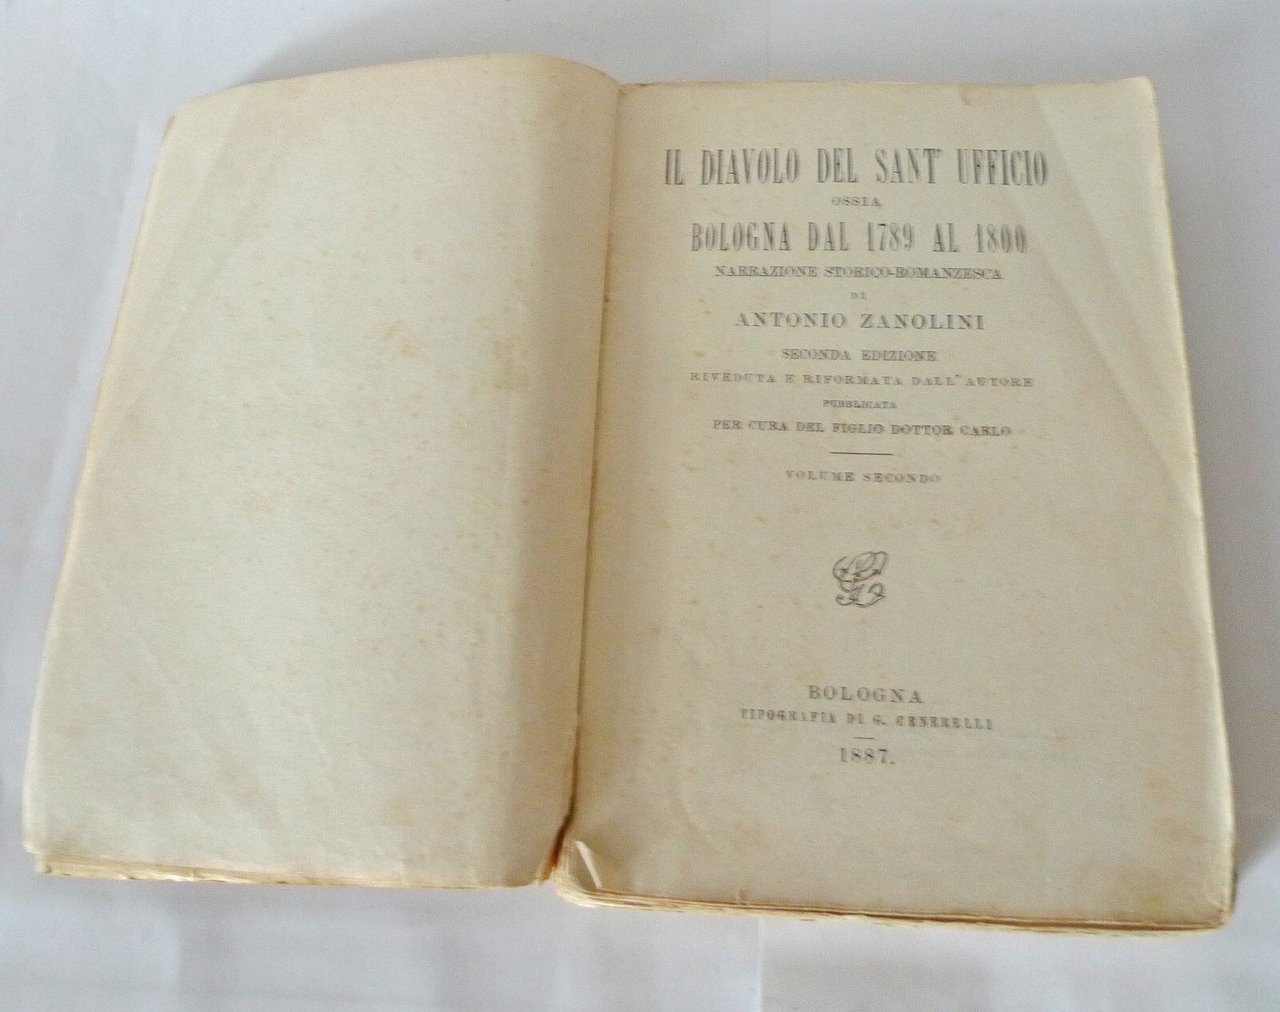 IL DIAVOLO DEL SANT' UFFICIO
OSSIA
BOLOGNA DAL 1789 AL 1800
NARRAZIONE STORICO-ROMANZESCA
DI
ANTONIO ZANOLINI
SECONDA EDIZIONE
RIVEDUTA E RIFORMATA DALL'AUTORE
PUBBLICATA
PER CURA DEL FIGLIO DOTTOR CARLO
VOLUME SECONDO
BOLOGNA
TIPOGRAFIA DI G. CENERELLI
1887.